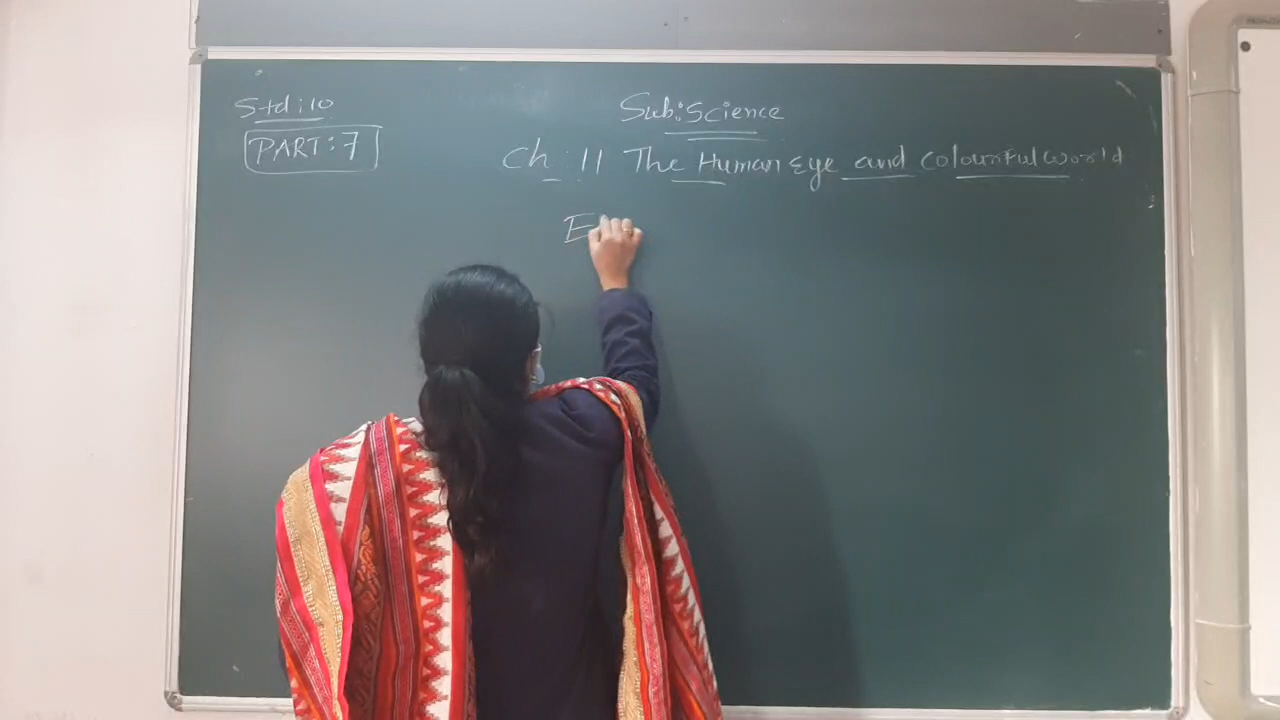 Std:10
PART:7
Sub:Science
Ch:11 The Human Eye and Colourful World
E